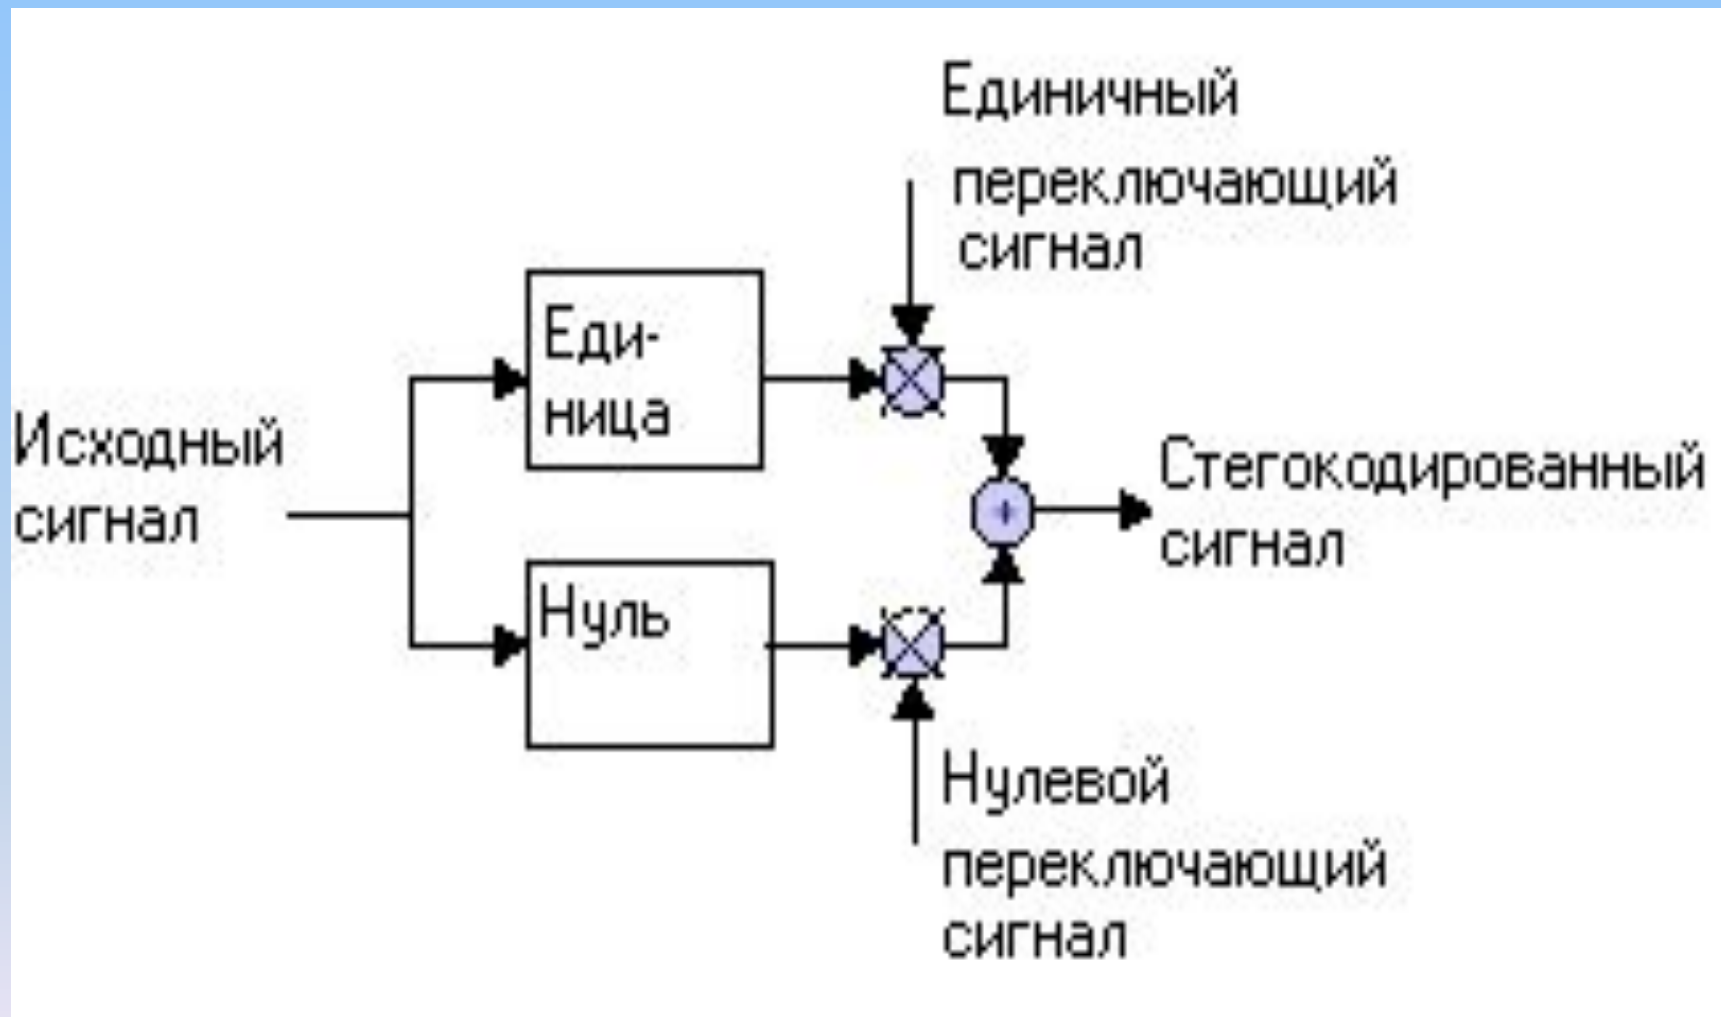 Единичный
переключающий
сигнал
Еди-
ница
Исходный
сигнал
+
Стегокодированный
сигнал
Нуль
Нулевой
переключающий
сигнал